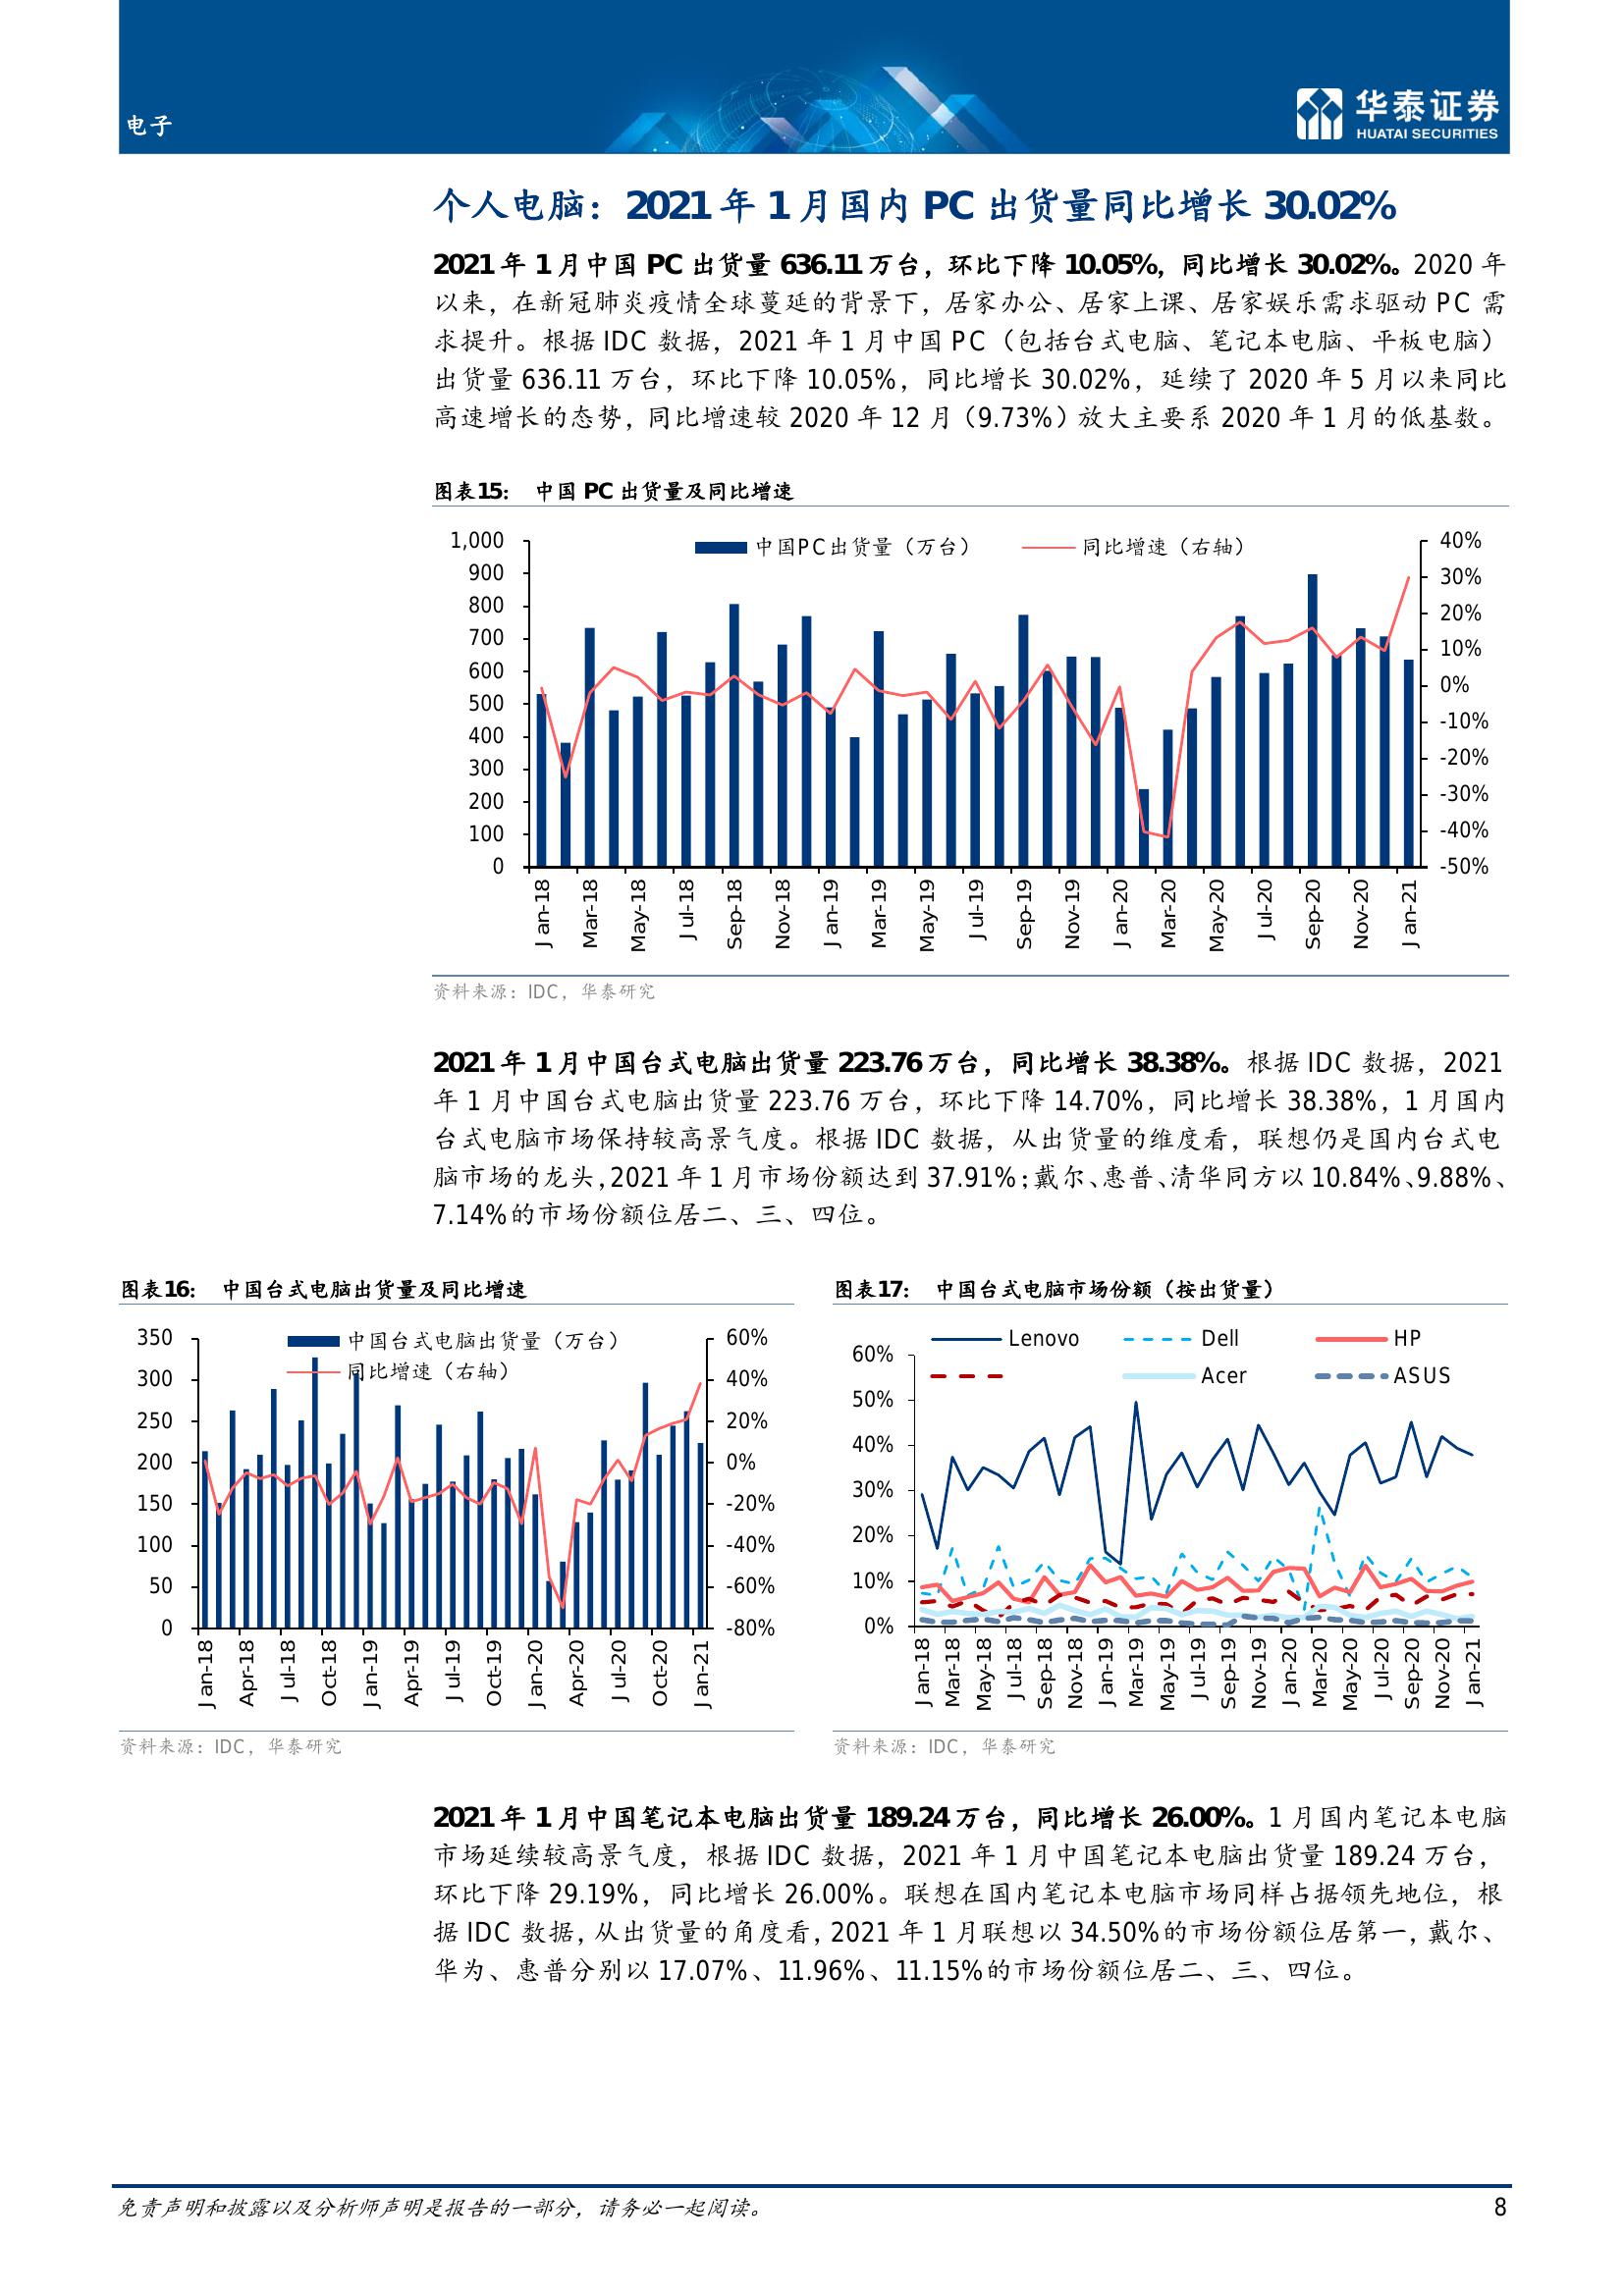 电子
华泰证券
HUATAI SECURITIES
个人电脑：2021 年 1 月国内 PC 出货量同比增长 30.02%
2021 年 1 月中国 PC 出货量 636.11 万台，环比下降 10.05%，同比增长 30.02%。2020 年
以来，在新冠肺炎疫情全球蔓延的背景下，居家办公、居家上课、居家娱乐需求驱动 PC 需
求提升。根据 IDC 数据，2021 年 1 月中国 PC（包括台式电脑、笔记本电脑、平板电脑）
出货量 636.11 万台，环比下降 10.05%，同比增长 30.02%，延续了 2020 年 5 月以来同比
高速增长的态势，同比增速较 2020 年 12 月（9.73%）放大主要系 2020 年 1 月的低基数。
图表15： 中国 PC 出货量及同比增速
中国PC出货量（万台） 同比增速（右轴）
1,000
900
800
700
600
500
400
300
200
100
0
40%
30%
20%
10%
0%
-10%
-20%
-30%
-40%
-50%
Jan-18 Mar-18 May-18 Jul-18 Sep-18 Nov-18 Jan-19 Mar-19 May-19 Jul-19 Sep-19 Nov-19 Jan-20 Mar-20 May-20 Jul-20 Sep-20 Nov-20 Jan-21
资料来源：IDC，华泰研究
2021 年 1 月中国台式电脑出货量 223.76 万台，同比增长 38.38%。根据 IDC 数据，2021
年 1 月中国台式电脑出货量 223.76 万台，环比下降 14.70%，同比增长 38.38%，1 月国内
台式电脑市场保持较高景气度。根据 IDC 数据，从出货量的维度看，联想仍是国内台式电
脑市场的龙头，2021 年 1 月市场份额达到 37.91%；戴尔、惠普、清华同方以 10.84%、9.88%、
7.14%的市场份额位居二、三、四位。
图表16： 中国台式电脑出货量及同比增速
中国台式电脑出货量（万台）
同比增速（右轴）
350
300
250
200
150
100
50
0
60%
40%
20%
0%
-20%
-40%
-60%
-80%
Jan-18 Apr-18 Jul-18 Oct-18 Jan-19 Apr-19 Jul-19 Oct-19 Jan-20 Apr-20 Jul-20 Oct-20 Jan-21
资料来源：IDC，华泰研究
图表17： 中国台式电脑市场份额（按出货量）
Lenovo Dell HP
Acer ASUS
60%
50%
40%
30%
20%
10%
0%
Jan-18 Mar-18 May-18 Jul-18 Sep-18 Nov-18 Jan-19 Mar-19 May-19 Jul-19 Sep-19 Nov-19 Jan-20 Mar-20 May-20 Jul-20 Sep-20 Nov-20 Jan-21
资料来源：IDC，华泰研究
2021 年 1 月中国笔记本电脑出货量 189.24 万台，同比增长 26.00%。1 月国内笔记本电脑
市场延续较高景气度，根据 IDC 数据，2021 年 1 月中国笔记本电脑出货量 189.24 万台，
环比下降 29.19%，同比增长 26.00%。联想在国内笔记本电脑市场同样占据领先地位，根
据 IDC 数据，从出货量的角度看，2021 年 1 月联想以 34.50%的市场份额位居第一，戴尔、
华为、惠普分别以 17.07%、11.96%、11.15%的市场份额位居二、三、四位。
免责声明和披露以及分析师声明是报告的一部分，请务必一起阅读。
8